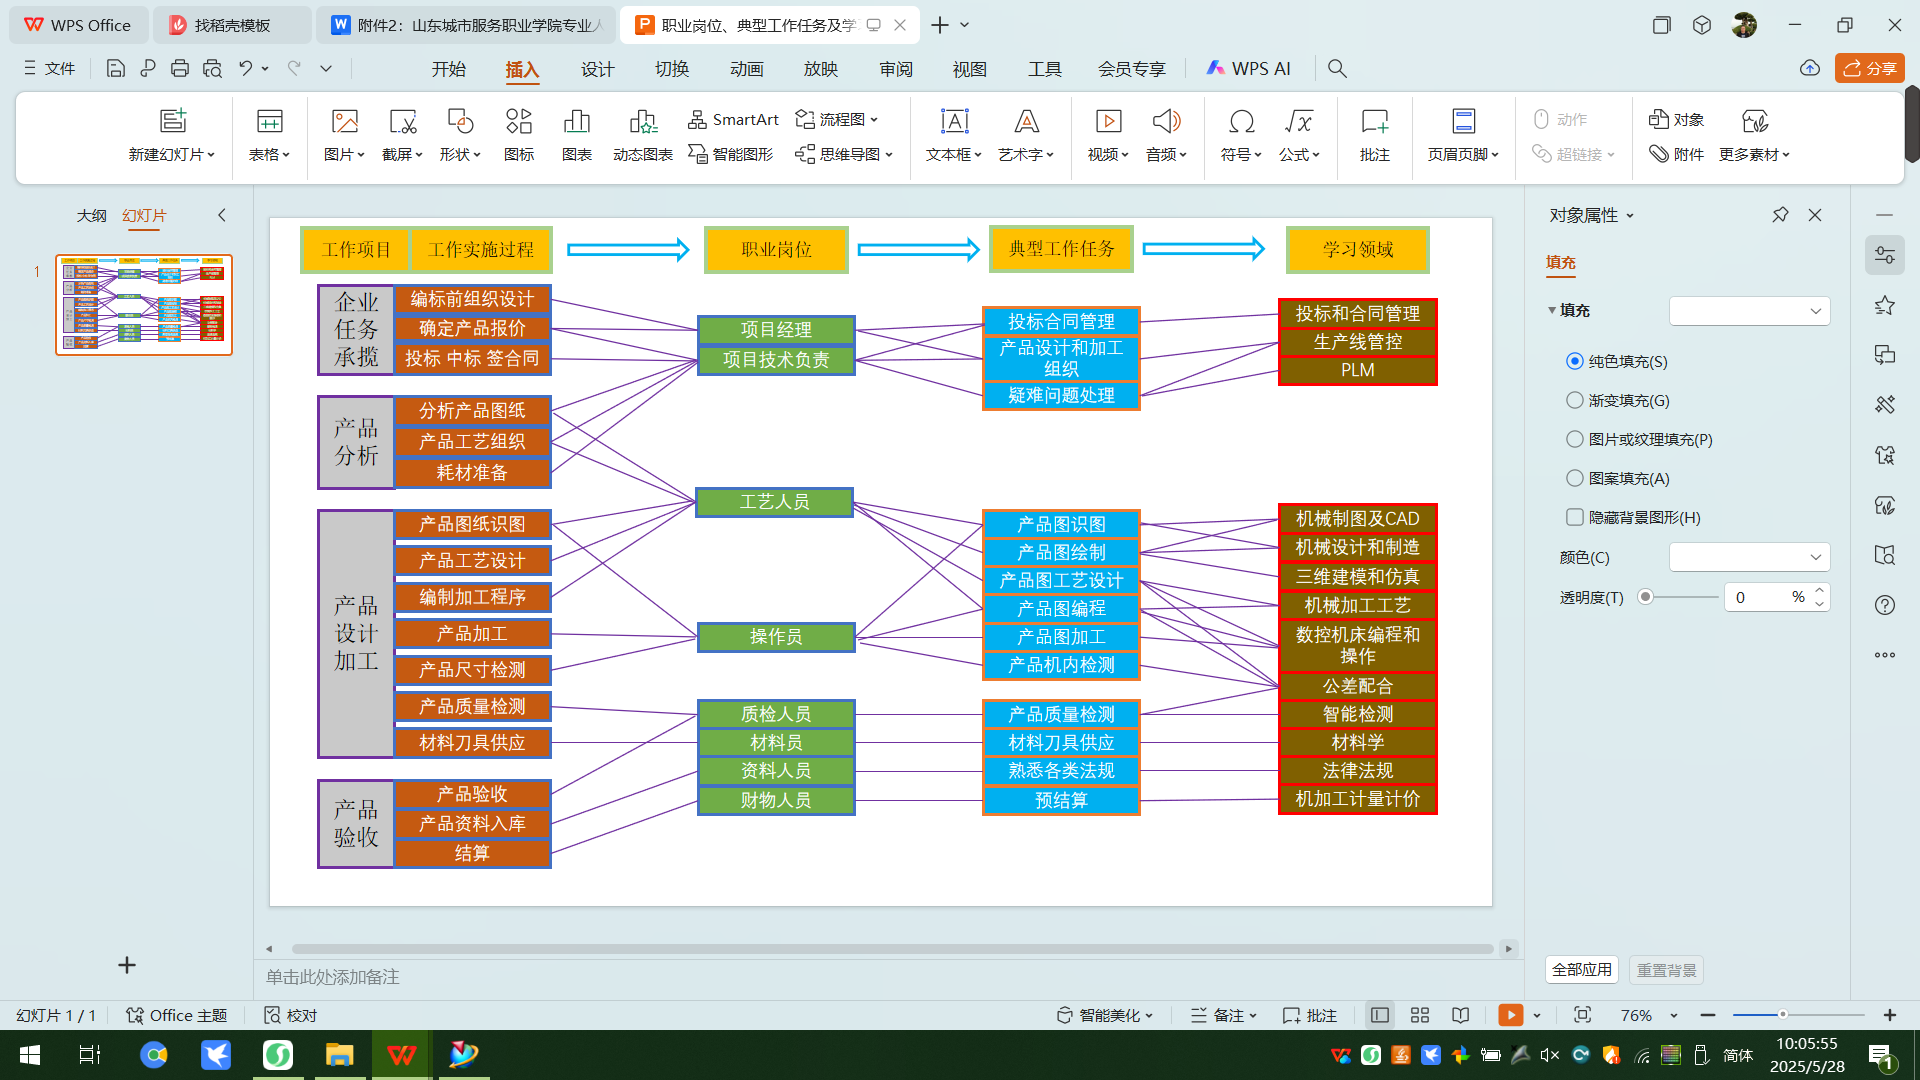 WPS Office
找稻壳模板
附件2：山东城市服务职业学院专业人
职业岗位、典型工作任务及学
文件
开始
插入
设计
切换
动画
放映
审阅
视图
工具
会员专享
WPS AI
分享
新建幻灯片
表格
图片
截屏
形状
图标
图表
动态图表
SmartArt
智能图形
流程图
思维导图
文本框
艺术字
视频
音频
符号
公式
批注
页眉页脚
动作
超链接
对象
附件
更多素材
大纲
幻灯片
1
工作项目
工作实施过程
职业岗位
典型工作任务
学习领域
企业
任务
承揽
编标前组织设计
确定产品报价
投标 中标 签合同
产品
分析
分析产品图纸
产品工艺组织
耗材准备
产品
设计
加工
产品图纸识图
产品工艺设计
编制加工程序
产品加工
产品尺寸检测
产品质量检测
材料刀具供应
产品
验收
产品验收
产品资料入库
结算
项目经理
项目技术负责
工艺人员
操作员
质检人员
材料员
资料人员
财物人员
投标合同管理
产品设计和加工
组织
疑难问题处理
产品图识图
产品图绘制
产品图工艺设计
产品图编程
产品图加工
产品机内检测
产品质量检测
材料刀具供应
熟悉各类法规
预结算
投标和合同管理
生产线管控
PLM
机械制图及CAD
机械设计和制造
三维建模和仿真
机械加工工艺
数控机床编程和
操作
公差配合
智能检测
材料学
法律法规
机加工计量计价
对象属性
填充
填充
纯色填充(S)
渐变填充(G)
图片或纹理填充(P)
图案填充(A)
隐藏背景图形(H)
颜色(C)
透明度(T)
0 %
全部应用
重置背景
单击此处添加备注
幻灯片 1 / 1
Office 主题
校对
智能美化
备注
批注
76%
简体
10:05:55
2025/5/28
1